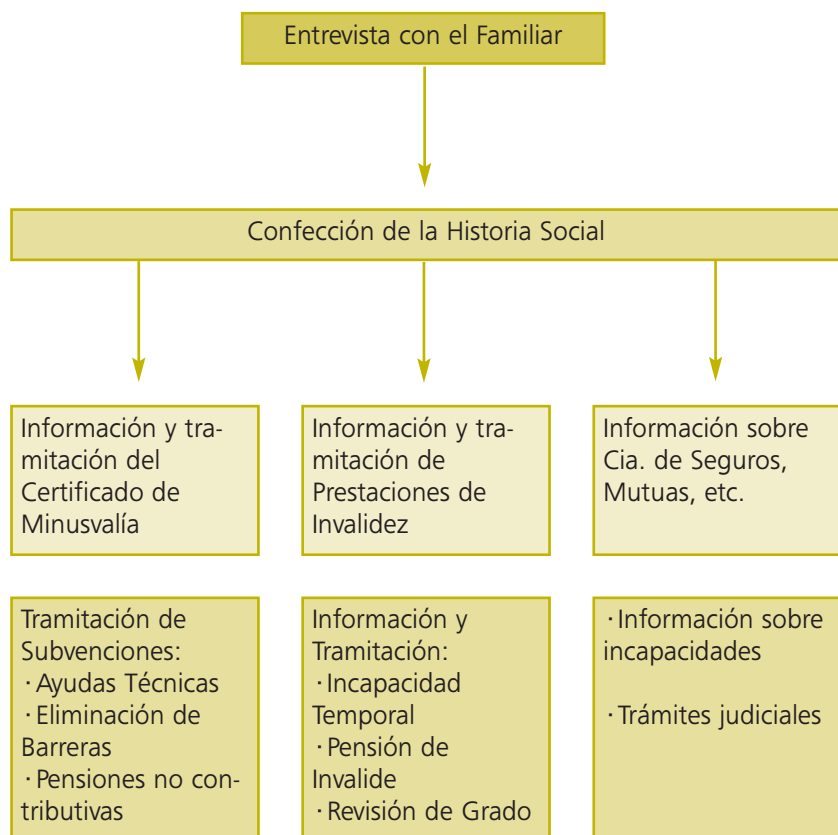 Entrevista con el Familiar
Confección de la Historia Social
Información y tra-
mitación del
Certificado de
Minusvalía
Información y tra-
mitación de
Prestaciones de
Invalidez
Información sobre
Cia. de Seguros,
Mutuas, etc.
Tramitación de
Subvenciones:
· Ayudas Técnicas
· Eliminación de
Barreras
· Pensiones no con-
tributivas
Información y
Tramitación:
· Incapacidad
Temporal
· Pensión de
Invalide
· Revisión de Grado
· Información sobre
incapacidades
· Trámites judiciales